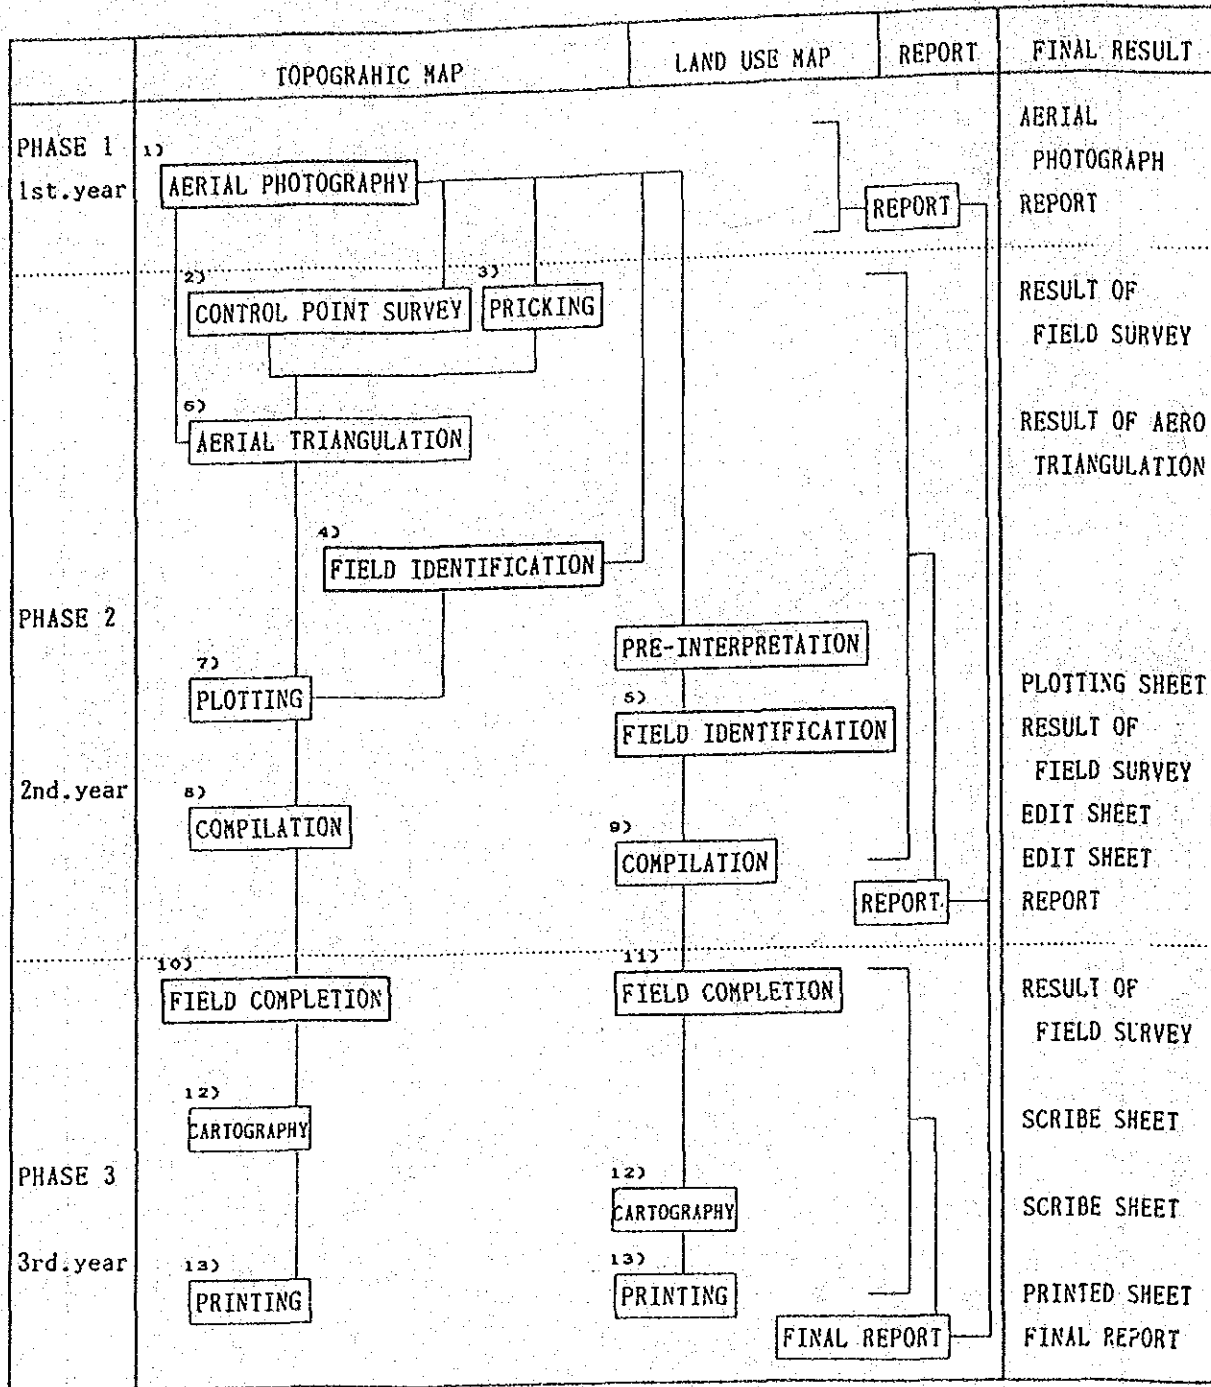 TOPOGRAHIC MAP
LAND USE MAP
REPORT
FINAL RESULT
PHASE 1
1st.year
1)
AERIAL PHOTOGRAPHY
REPORT
AERIAL
PHOTOGRAPH
REPORT
2)
CONTROL POINT SURVEY
3)
PRICKING
RESULT OF
FIELD SURVEY
6)
AERIAL TRIANGULATION
RESULT OF AERO
TRIANGULATION
4)
FIELD IDENTIFICATION
PHASE 2
PRE-INTERPRETATION
7)
PLOTTING
PLOTTING SHEET
5)
FIELD IDENTIFICATION
RESULT OF
FIELD SURVEY
2nd.year
8)
COMPILATION
EDIT SHEET
9)
COMPILATION
EDIT SHEET
REPORT
REPORT
10)
FIELD COMPLETION
11)
FIELD COMPLETION
RESULT OF
FIELD SURVEY
12)
CARTOGRAPHY
SCRIBE SHEET
PHASE 3
12)
CARTOGRAPHY
SCRIBE SHEET
3rd.year
13)
PRINTING
13)
PRINTING
PRINTED SHEET
FINAL REPORT
FINAL REPORT